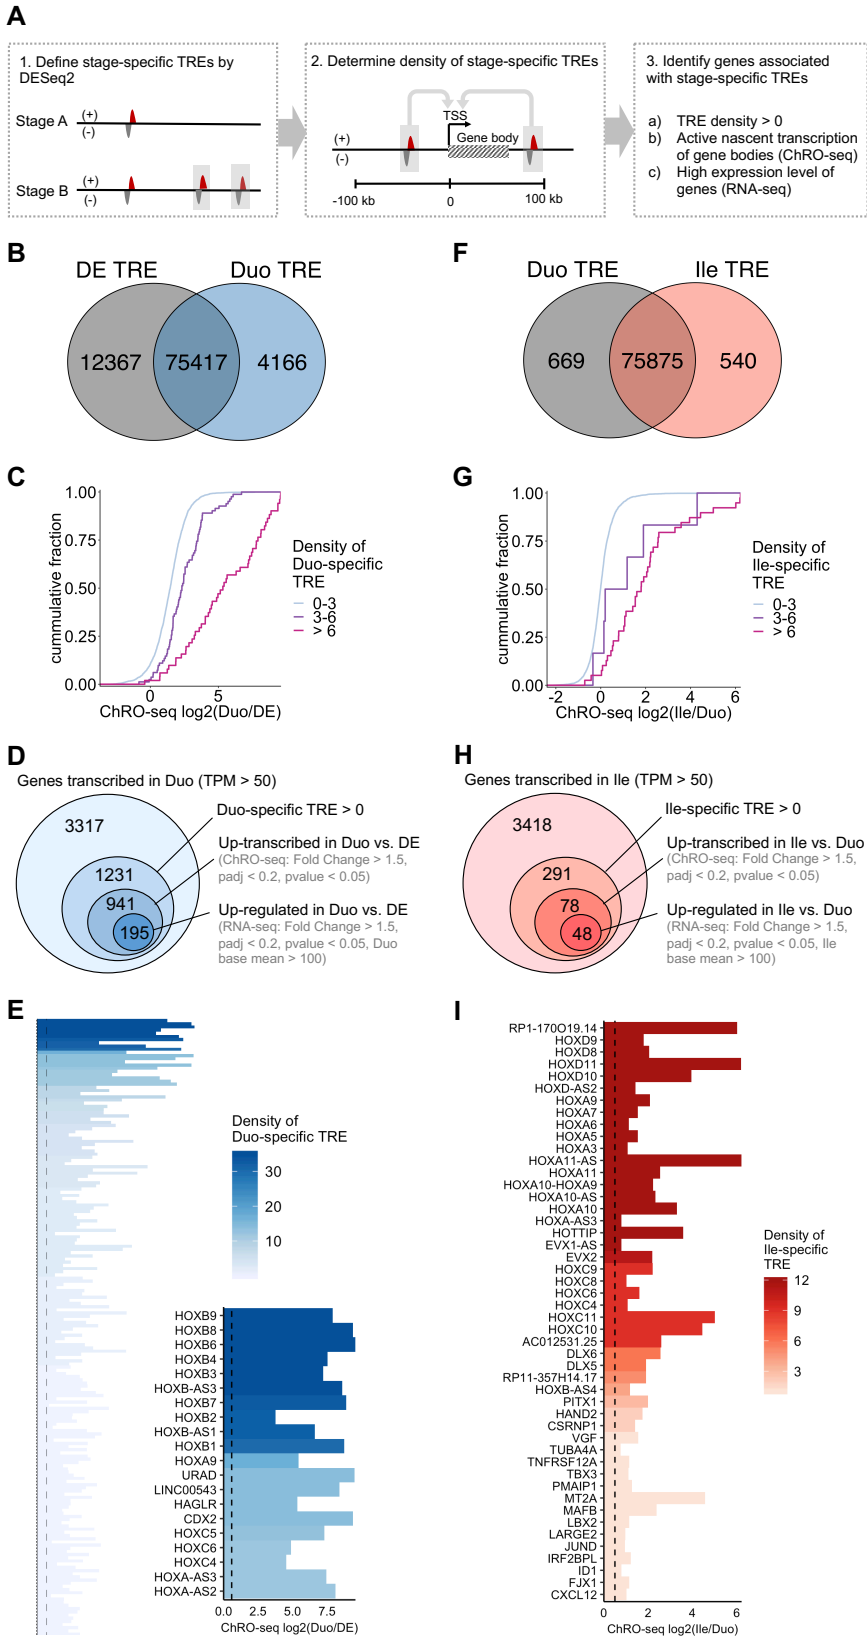 A
1. Define stage-specific TREs by
DESeq2
Stage A
(+)
(-)
Stage B
(+)
(-)
2. Determine density of stage-specific TREs
TSS
Gene body
(+)
(-)
-100 kb
0
100 kb
3. Identify genes associated
with stage-specific TREs
a) TRE density > 0
b) Active nascent transcription
of gene bodies (ChRO-seq)
c) High expression level of
genes (RNA-seq)
B
DE TRE
Duo TRE
12367
75417
4166
F
Duo TRE
Ile TRE
669
75875
540
C
cummulative fraction
1.00
0.75
0.50
0.25
0.00
0
5
ChRO-seq log2(Duo/DE)
Density of
Duo-specific
TRE
0-3
3-6
> 6
G
cummulative fraction
1.00
0.75
0.50
0.25
0.00
-2
0
2
4
6
ChRO-seq log2(Ile/Duo)
Density of
Ile-specific
TRE
0-3
3-6
> 6
D
Genes transcribed in Duo (TPM > 50)
3317
1231
941
195
Duo-specific TRE > 0
Up-transcribed in Duo vs. DE
(ChRO-seq: Fold Change > 1.5,
padj < 0.2, pvalue < 0.05)
Up-regulated in Duo vs. DE
(RNA-seq: Fold Change > 1.5,
padj < 0.2, pvalue < 0.05, Duo
base mean > 100)
H
Genes transcribed in Ile (TPM > 50)
3418
291
78
48
Ile-specific TRE > 0
Up-transcribed in Ile vs. Duo
(ChRO-seq: Fold Change > 1.5,
padj < 0.2, pvalue < 0.05)
Up-regulated in Ile vs. Duo
(RNA-seq: Fold Change > 1.5,
padj < 0.2, pvalue < 0.05, Ile
base mean > 100)
E
Density of
Duo-specific TRE
30
20
10
HOXB9
HOXB8
HOXB6
HOXB4
HOXB3
HOXB-AS3
HOXB7
HOXB2
HOXB-AS1
HOXB1
HOXA9
URAD
LINC00543
HAGLR
CDX2
HOXC5
HOXC6
HOXC4
HOXA-AS3
HOXA-AS2
0.0
2.5
5.0
7.5
ChRO-seq log2(Duo/DE)
I
RP1-170O19.14
HOXD9
HOXD8
HOXD11
HOXD10
HOXD-AS2
HOXA9
HOXA7
HOXA6
HOXA5
HOXA3
HOXA11-AS
HOXA11
HOXA10-HOXA9
HOXA10-AS
HOXA10
HOXA-AS3
HOTTIP
EVX1-AS
EVX2
HOXC9
HOXC8
HOXC6
HOXC4
HOXC11
HOXC10
AC012531.25
DLX6
DLX5
RP11-357H14.17
HOXB-AS4
PITX1
HAND2
CSRNP1
VGF
TUBA4A
TNFRSF12A
TBX3
PMAIP1
MT2A
MAFB
LBX2
LARGE2
JUND
IRF2BPL
ID1
FJX1
CXCL12
0
2
4
6
ChRO-seq log2(Ile/Duo)
Density of
Ile-specific
TRE
12
9
6
3